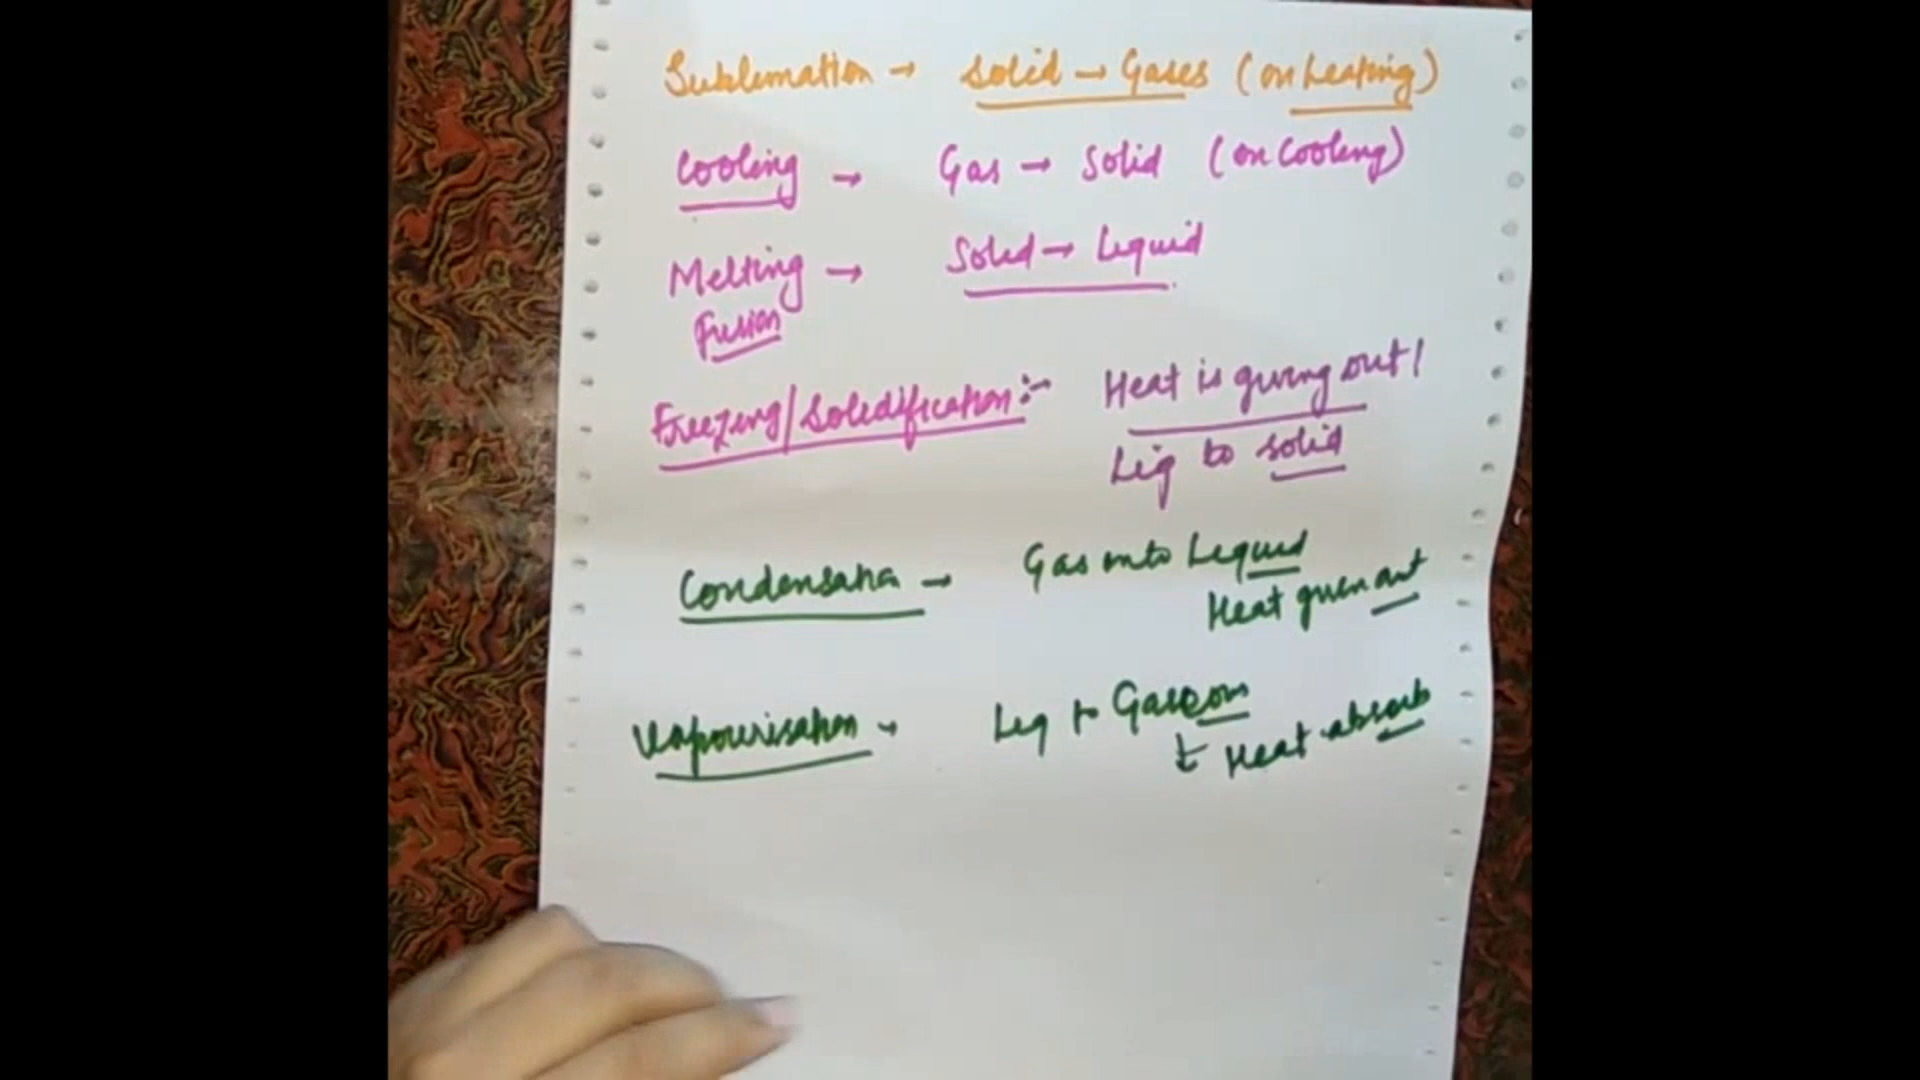 Sublimation → Solid → Gases (on heating)
Cooling → Gas → Solid (on Cooling)
Melting → Solid → Liquid
Fusion
Freezing/Solidification :- Heat is giving out /
Liq to solid
Condensation → Gas into Liquid
Heat given out
Vapourisation → Liq to Gaseous
↳ Heat absorb